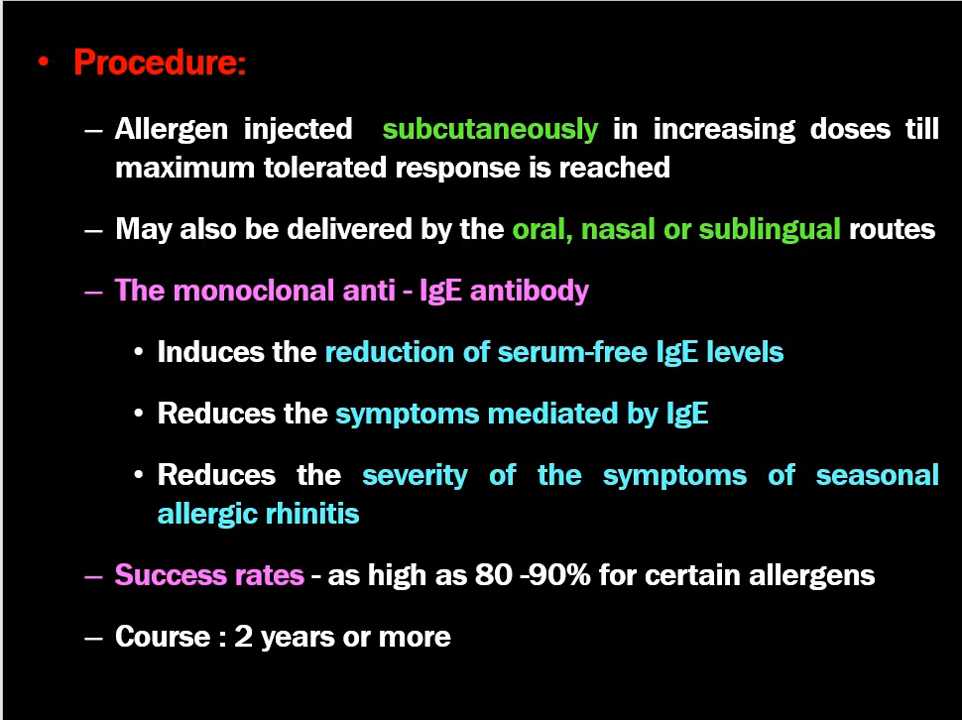 • Procedure:
– Allergen injected subcutaneously in increasing doses till
maximum tolerated response is reached
– May also be delivered by the oral, nasal or sublingual routes
– The monoclonal anti - IgE antibody
• Induces the reduction of serum-free IgE levels
• Reduces the symptoms mediated by IgE
• Reduces the severity of the symptoms of seasonal
allergic rhinitis
– Success rates - as high as 80 -90% for certain allergens
– Course : 2 years or more